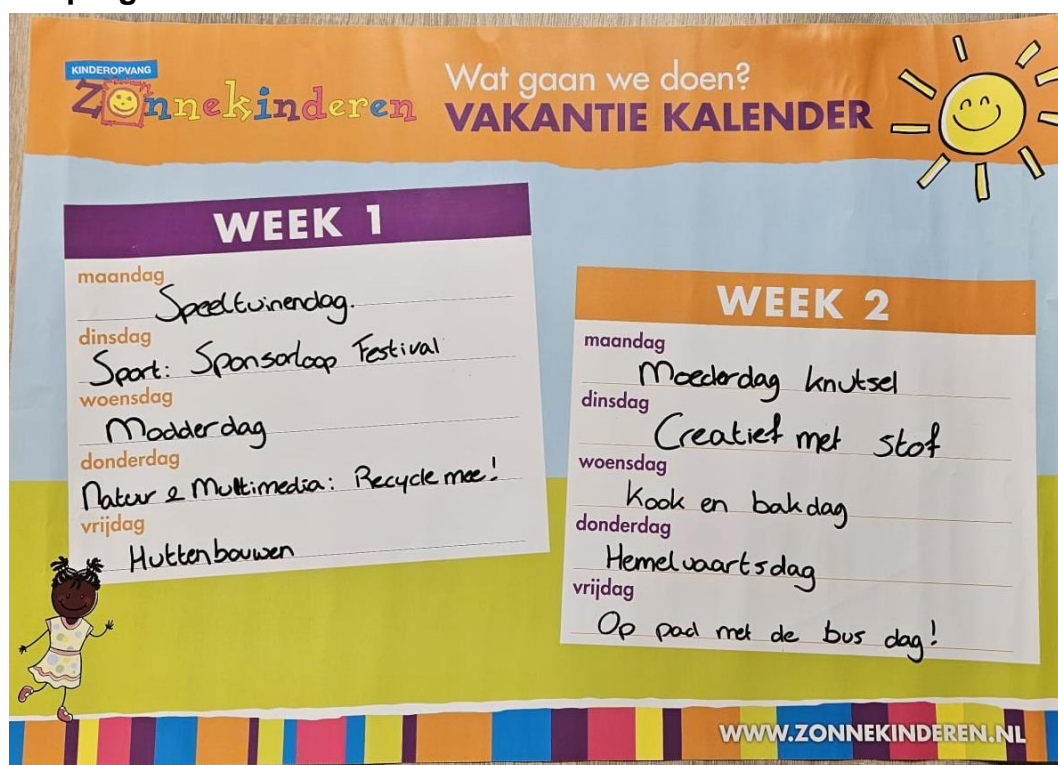 KINDEROPVANG
Zonnekinderen
Wat gaan we doen?
VAKANTIE KALENDER
WEEK 1
maandag
Speeltuinendag.
dinsdag
Sport: Sponsorloop Festival
woensdag
Modderdag
donderdag
Natuur & Multimedia: Recycle mee!
vrijdag
Huttenbouwen
WEEK 2
maandag
Moederdag knutsel
dinsdag
Creatief met stof
woensdag
Kook en bakdag
donderdag
Hemelvaartsdag
vrijdag
Op pad met de bus dag!
WWW.ZONNEKINDEREN.NL